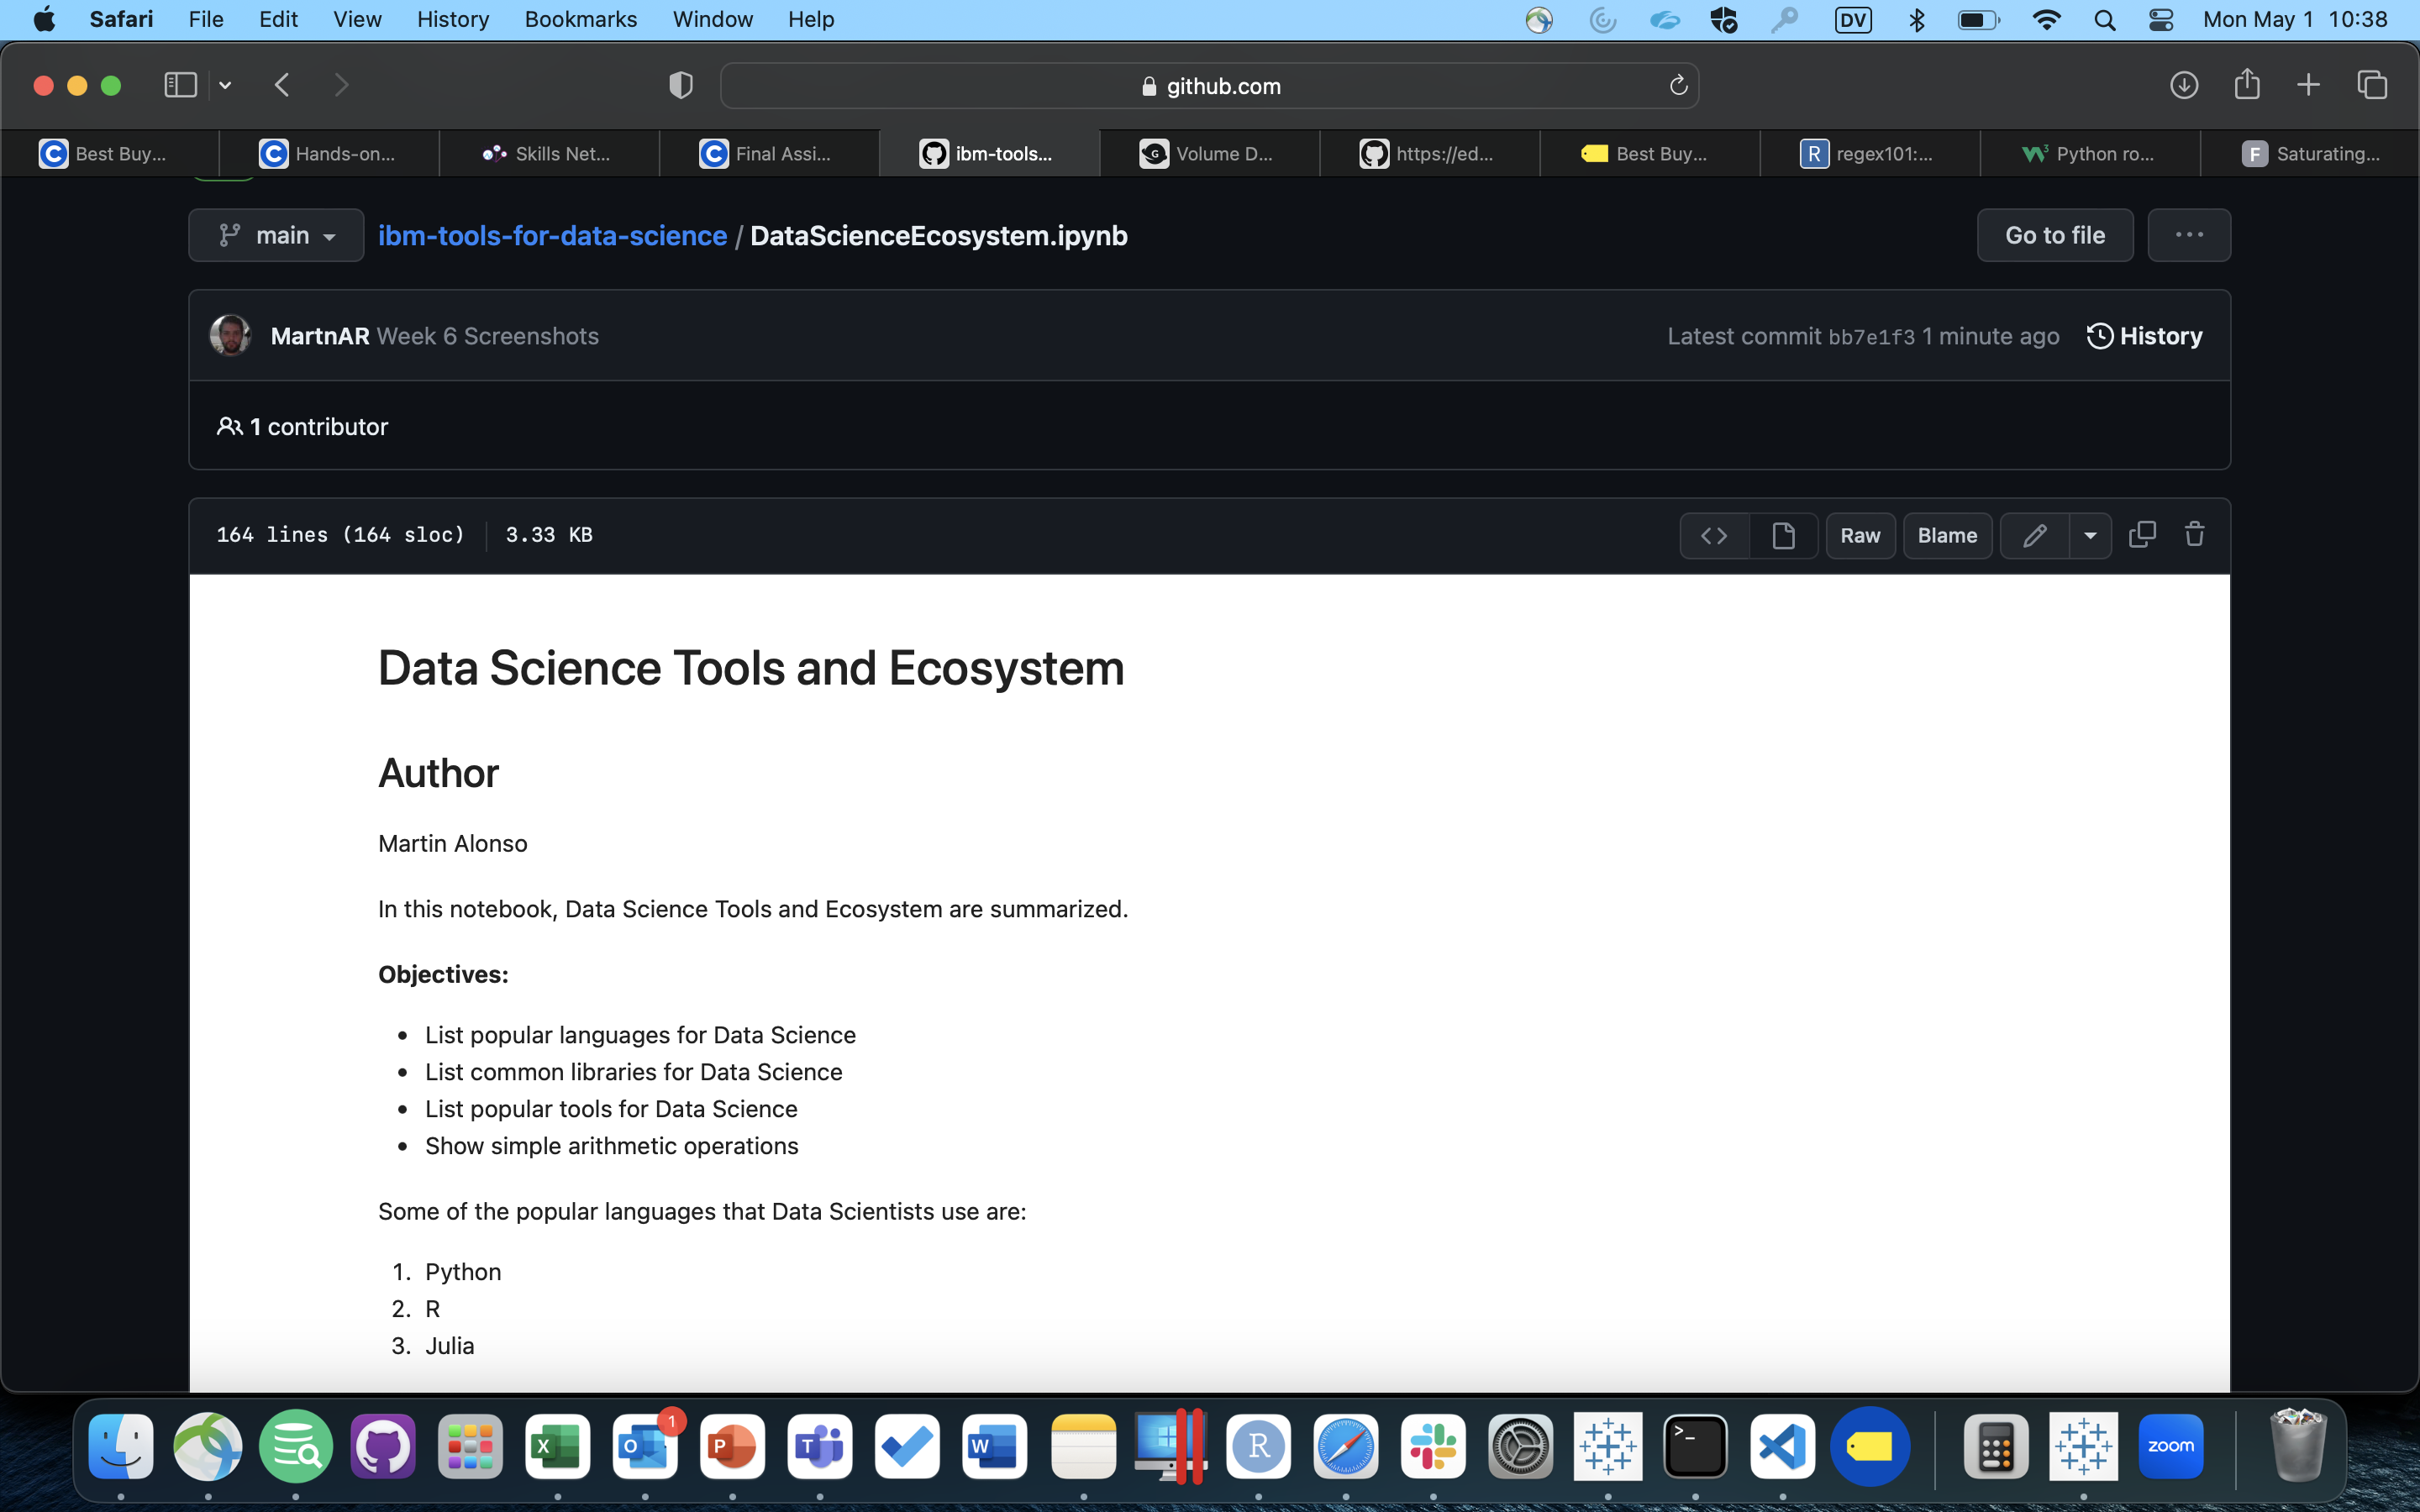 Safari File Edit View History Bookmarks Window Help DV Mon May 1 10:38
github.com
Best Buy... Hands-on... Skills Net... Final Assi... ibm-tools... Volume D... https://ed... Best Buy... regex101:... Python ro... Saturating...
main ibm-tools-for-data-science / DataScienceEcosystem.ipynb Go to file ...
MartnAR Week 6 Screenshots Latest commit bb7e1f3 1 minute ago History
1 contributor
164 lines (164 sloc) 3.33 KB <> Raw Blame
Data Science Tools and Ecosystem
Author
Martin Alonso
In this notebook, Data Science Tools and Ecosystem are summarized.
Objectives:
• List popular languages for Data Science
• List common libraries for Data Science
• List popular tools for Data Science
• Show simple arithmetic operations
Some of the popular languages that Data Scientists use are:
1. Python
2. R
3. Julia
1
zoom